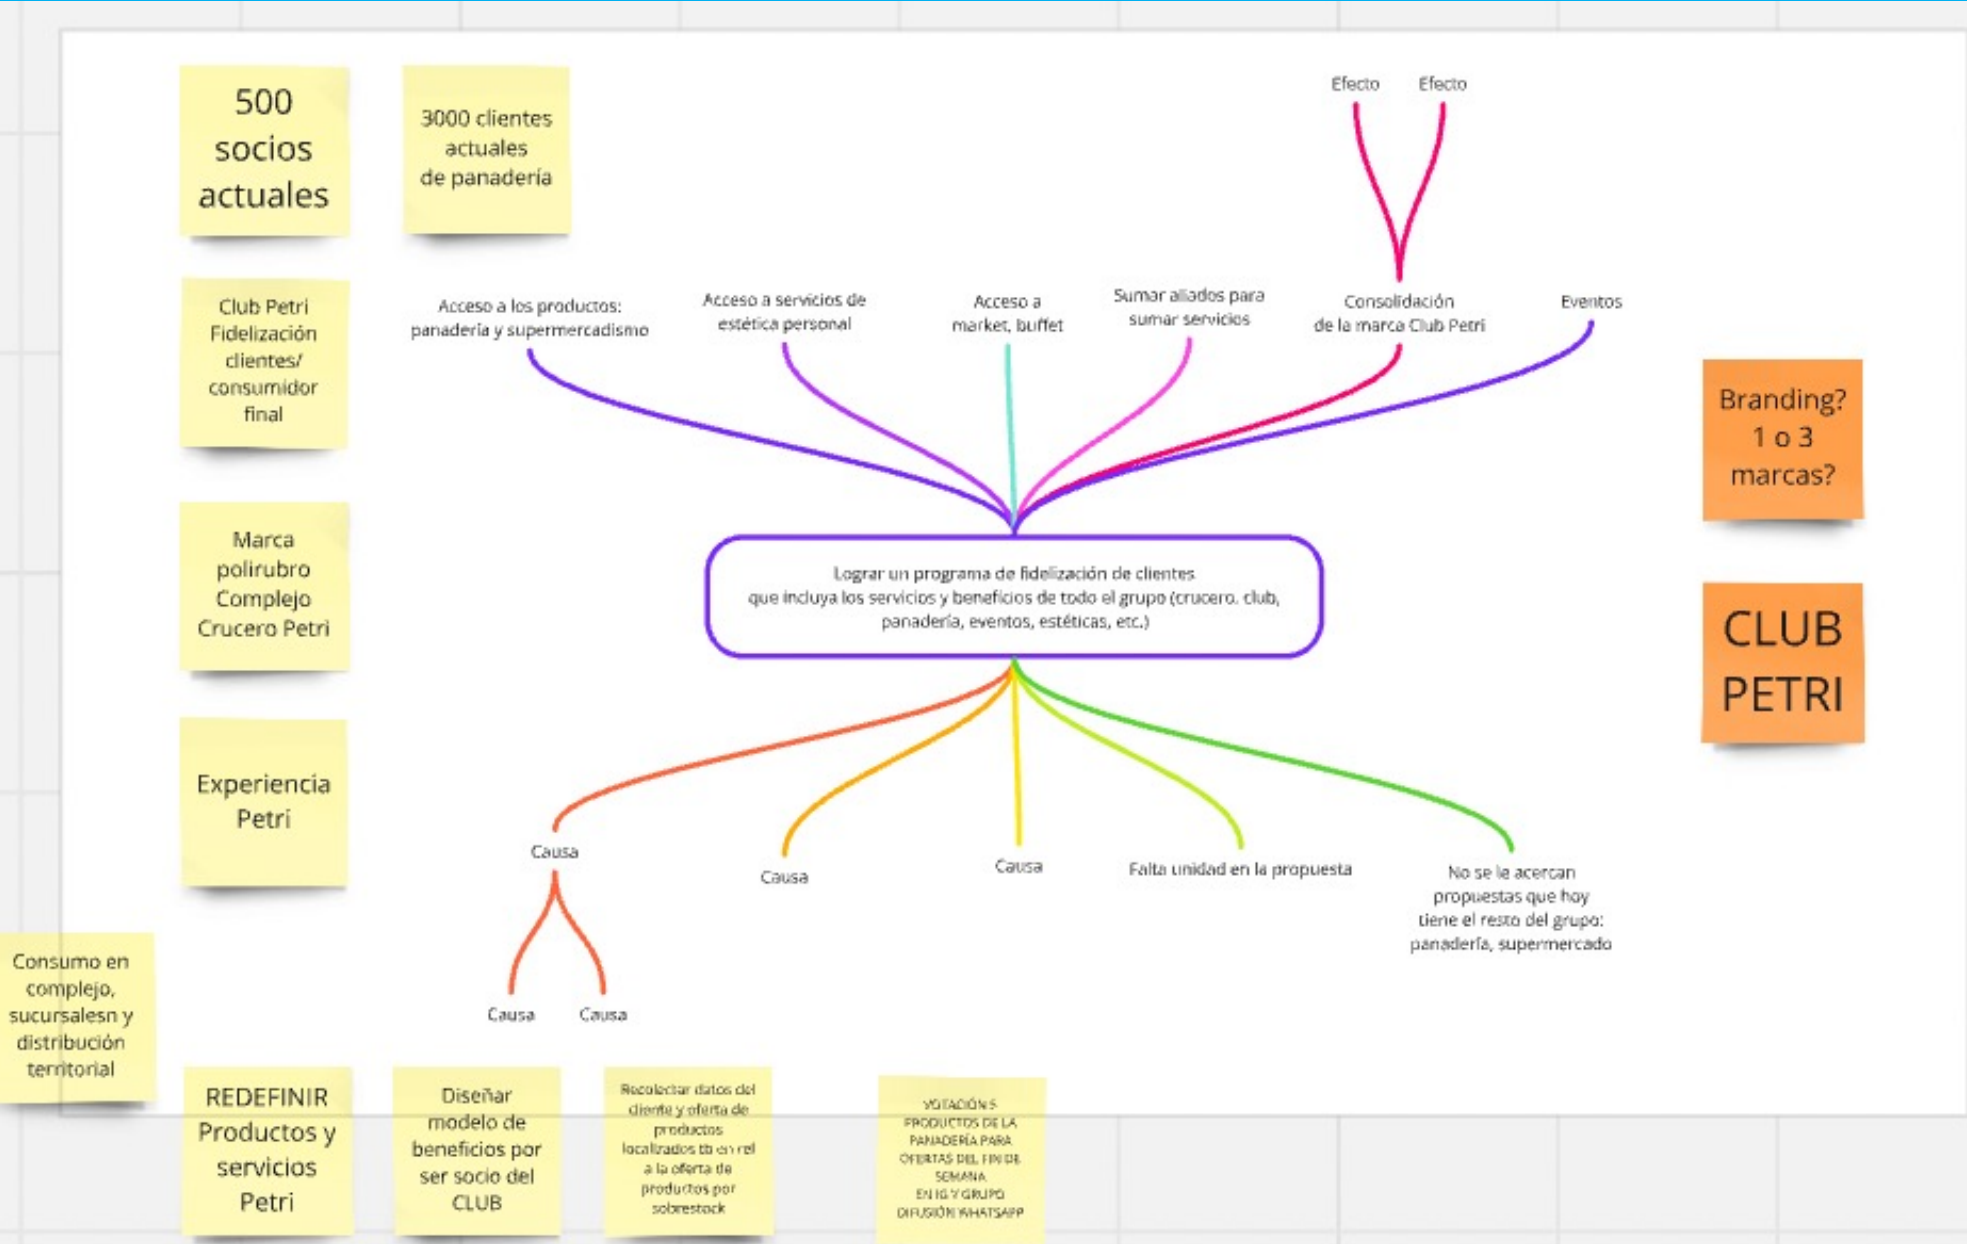 500
socios
actuales
3000 clientes
actuales
de panadería
Efecto
Efecto
Club Petri
Fidelización
clientes/
consumidor
final
Acceso a los productos:
panadería y supermercadismo
Acceso a servicios de
estética personal
Acceso a
market, buffet
Sumar aliados para
sumar servicios
Consolidación
de la marca Club Petri
Eventos
Branding?
1 o 3
marcas?
Marca
polirubro
Complejo
Crucero Petri
Lograr un programa de fidelización de clientes
que incluya los servicios y beneficios de todo el grupo (crucero. club,
panadería, eventos, estéticas, etc.)
CLUB
PETRI
Experiencia
Petri
Causa
Causa
Causa
Falta unidad en la propuesta
No se le acercan
propuestas que hoy
tiene el resto del grupo:
panadería, supermercado
Causa
Causa
Consumo en
complejo,
sucursalesn y
distribución
territorial
REDEFINIR
Productos y
servicios
Petri
Diseñar
modelo de
beneficios por
ser socio del
CLUB
Recolectar datos del
cliente y oferta de
productos
localizados tb en rel
a la oferta de
productos por
sobrestock
VOTACIÓN 5
PRODUCTOS DE LA
PANADERÍA PARA
OFERTAS DEL FIN DE
SEMANA
EN IG Y GRUPO
DIFUSIÓN WHATSAPP